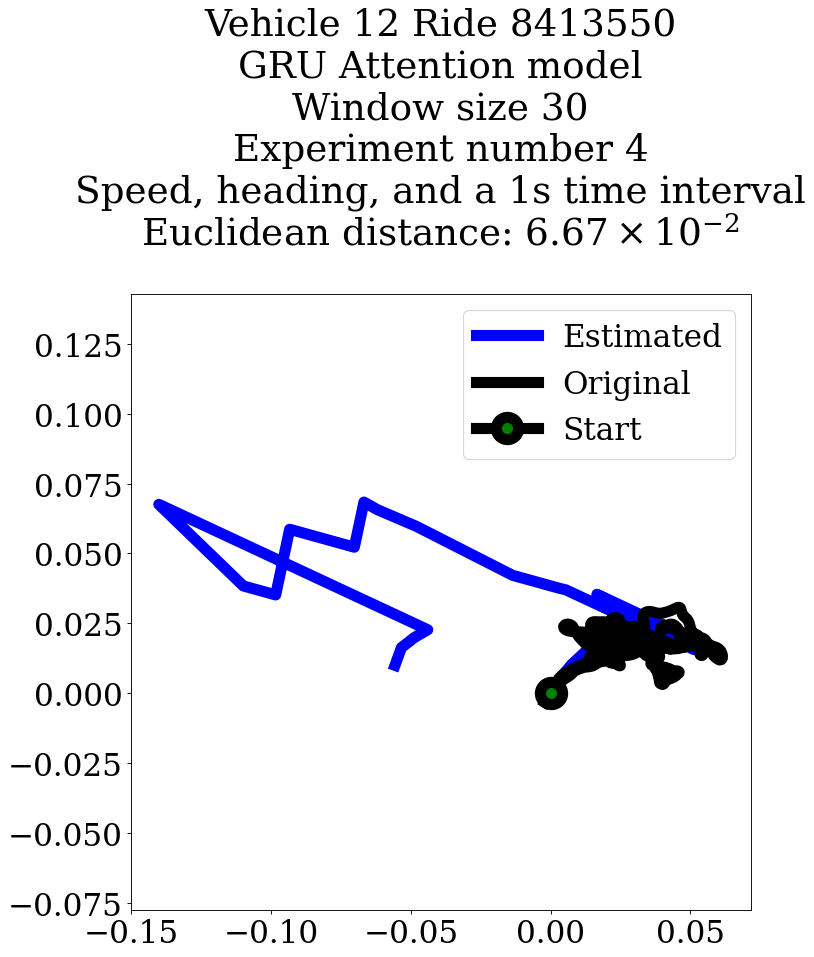 Vehicle 12 Ride 8413550
GRU Attention model
Window size 30
Experiment number 4
Speed, heading, and a 1s time interval
Euclidean distance: 6.67 × 10⁻²
Estimated
Original
Start
0.125
0.100
0.075
0.050
0.025
0.000
−0.025
−0.050
−0.075
−0.15 −0.10 −0.05 0.00 0.05